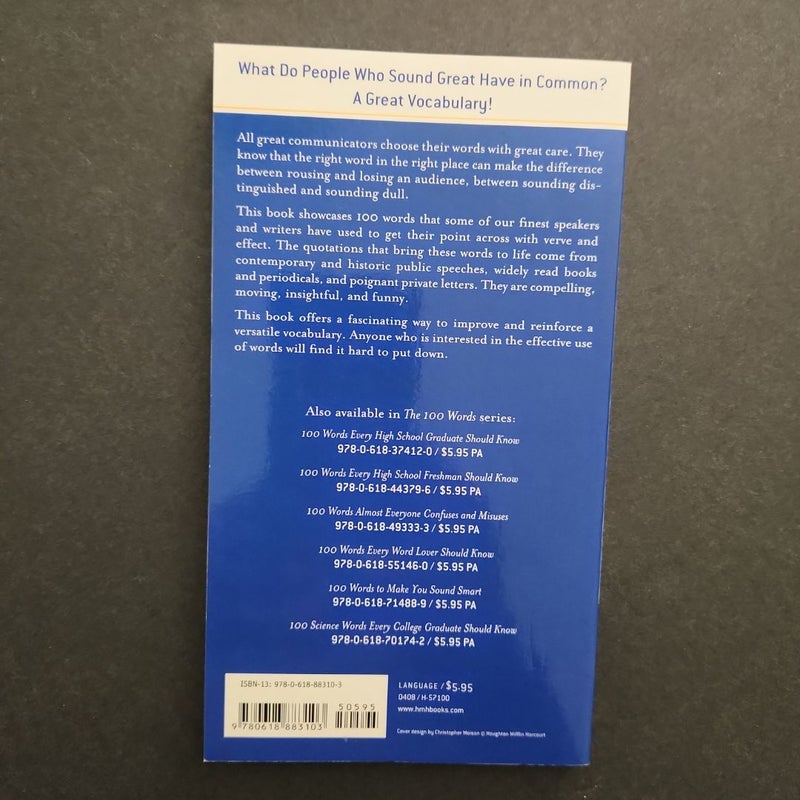 What Do People Who Sound Great Have in Common?
A Great Vocabulary!
All great communicators choose their words with great care. They
know that the right word in the right place can make the difference
between rousing and losing an audience, between sounding dis-
tinguished and sounding dull.
This book showcases 100 words that some of our finest speakers
and writers have used to get their point across with verve and
effect. The quotations that bring these words to life come from
contemporary and historic public speeches, widely read books
and periodicals, and poignant private letters. They are compelling,
moving, insightful, and funny.
This book offers a fascinating way to improve and reinforce a
versatile vocabulary. Anyone who is interested in the effective use
of words will find it hard to put down.
Also available in The 100 Words series:
100 Words Every High School Graduate Should Know
978-0-618-37412-0 / $5.95 PA
100 Words Every High School Freshman Should Know
978-0-618-44379-6 / $5.95 PA
100 Words Almost Everyone Confuses and Misuses
978-0-618-49333-3 / $5.95 PA
100 Words Every Word Lover Should Know
978-0-618-55146-0 / $5.95 PA
100 Words to Make You Sound Smart
978-0-618-71488-9 / $5.95 PA
100 Science Words Every College Graduate Should Know
978-0-618-70174-2 / $5.95 PA
ISBN-13: 978-0-618-88310-3
50595
9 780618 883103
LANGUAGE / $5.95
0408 / H-57100
www.hmhbooks.com
Cover design by Christopher Moisan © Houghton Mifflin Harcourt